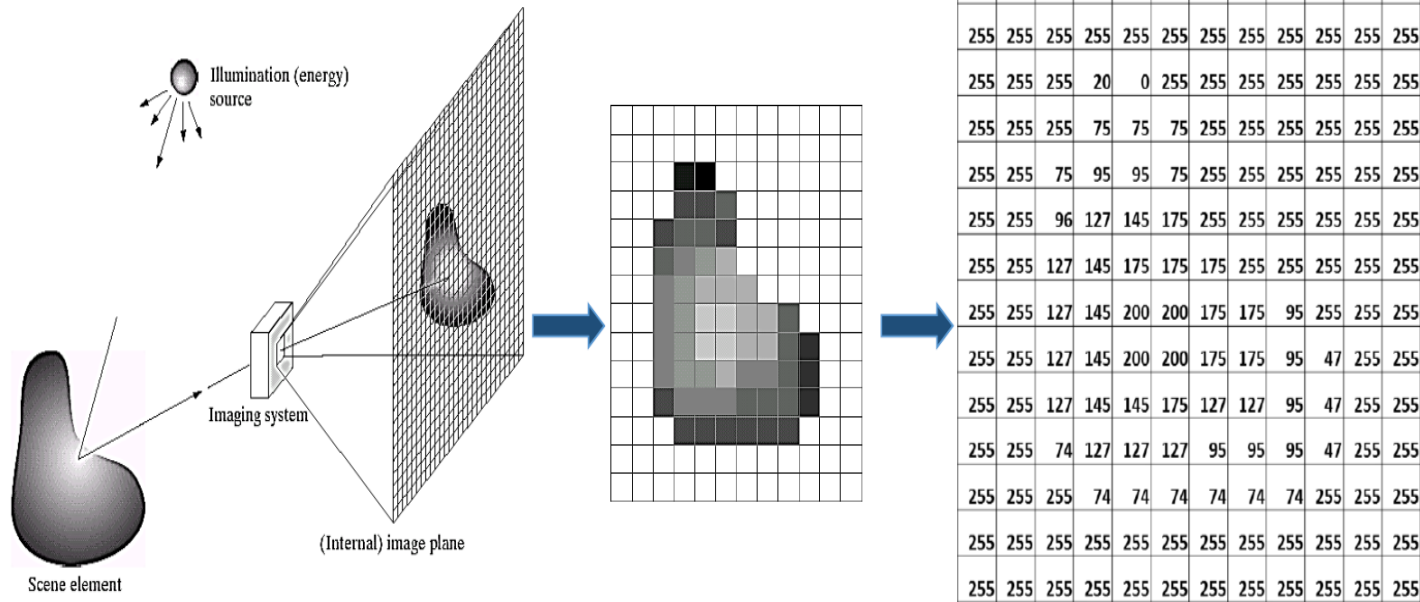 Illumination (energy)
source
Imaging system
(Internal) image plane
Scene element
255 255 255 255 255 255 255 255 255 255 255 255
255 255 255 20 0 255 255 255 255 255 255 255
255 255 255 75 75 75 255 255 255 255 255 255
255 255 75 95 95 75 255 255 255 255 255 255
255 255 96 127 145 175 255 255 255 255 255 255
255 255 127 145 175 175 175 255 255 255 255 255
255 255 127 145 200 200 175 175 95 255 255 255
255 255 127 145 200 200 175 175 95 47 255 255
255 255 127 145 145 175 127 127 95 47 255 255
255 255 74 127 127 127 95 95 95 47 255 255
255 255 255 74 74 74 74 74 74 255 255 255
255 255 255 255 255 255 255 255 255 255 255 255
255 255 255 255 255 255 255 255 255 255 255 255